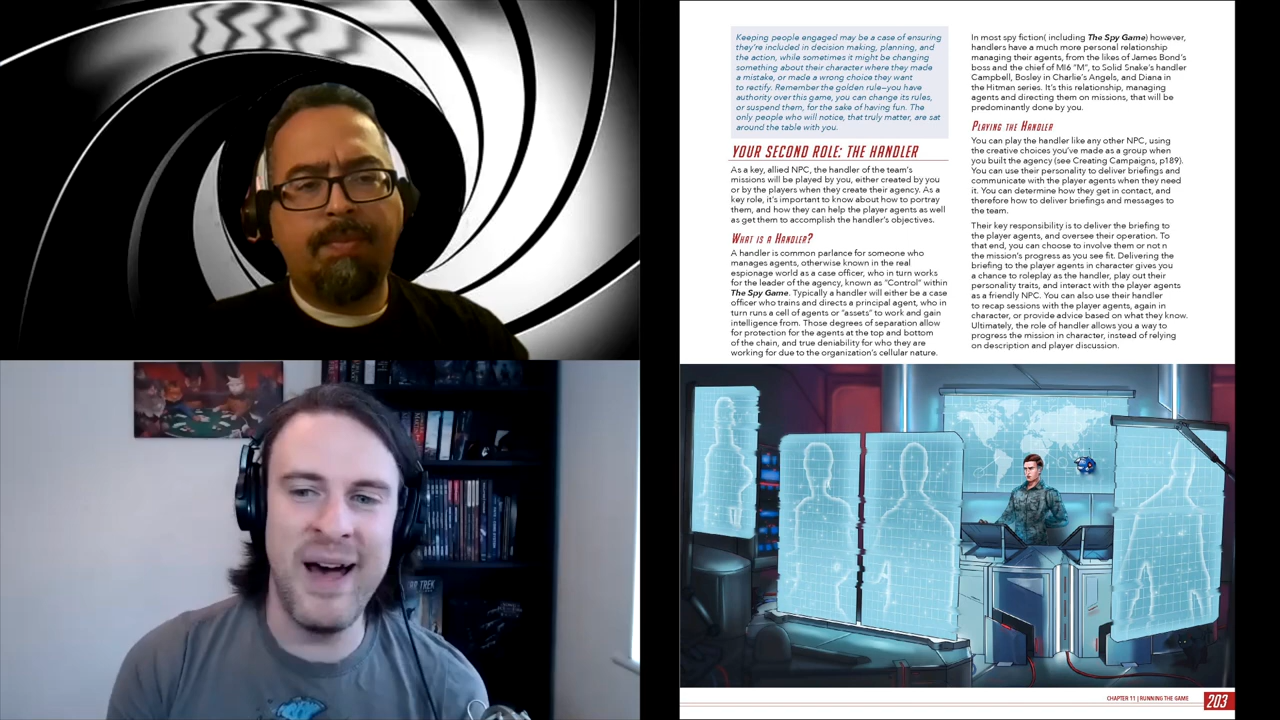 Keeping people engaged may be a case of ensuring
they're included in decision making, planning, and
the action, while sometimes it might be changing
something about their character where they made
a mistake, or made a wrong choice they want
to rectify. Remember the golden rule–you have
authority over this game, you can change its rules,
or suspend them, for the sake of having fun. The
only people who will notice, that truly matter, are sat
around the table with you.
YOUR SECOND ROLE: THE HANDLER
As a key, allied NPC, the handler of the team's
missions will be played by you, either created by you
or by the players when they create their agency. As a
key role, it's important to know about how to portray
them, and how they can help the player agents as well
as get them to accomplish the handler's objectives.
WHAT IS A HANDLER?
A handler is common parlance for someone who
manages agents, otherwise known in the real
espionage world as a case officer, who in turn works
for the leader of the agency, known as "Control" within
The Spy Game. Typically a handler will either be a case
officer who trains and directs a principal agent, who in
turn runs a cell of agents or "assets" to work and gain
intelligence from. Those degrees of separation allow
for protection for the agents at the top and bottom
of the chain, and true deniability for who they are
working for due to the organization's cellular nature.
In most spy fiction( including The Spy Game) however,
handlers have a much more personal relationship
managing their agents, from the likes of James Bond's
boss and the chief of MI6 "M", to Solid Snake's handler
Campbell, Bosley in Charlie's Angels, and Diana in
the Hitman series. It's this relationship, managing
agents and directing them on missions, that will be
predominantly done by you.
PLAYING THE HANDLER
You can play the handler like any other NPC, using
the creative choices you've made as a group when
you built the agency (see Creating Campaigns, p189).
You can use their personality to deliver briefings and
communicate with the player agents when they need
it. You can determine how they get in contact, and
therefore how to deliver briefings and messages to
the team.
Their key responsibility is to deliver the briefing to
the player agents, and oversee their operation. To
that end, you can choose to involve them or not n
the mission's progress as you see fit. Delivering the
briefing to the player agents in character gives you
a chance to roleplay as the handler, play out their
personality traits, and interact with the player agents
as a friendly NPC. You can also use their handler
to recap sessions with the player agents, again in
character, or provide advice based on what they know.
Ultimately, the role of handler allows you a way to
progress the mission in character, instead of relying
on description and player discussion.
STAR TREK
CHAPTER 11 | RUNNING THE GAME
203